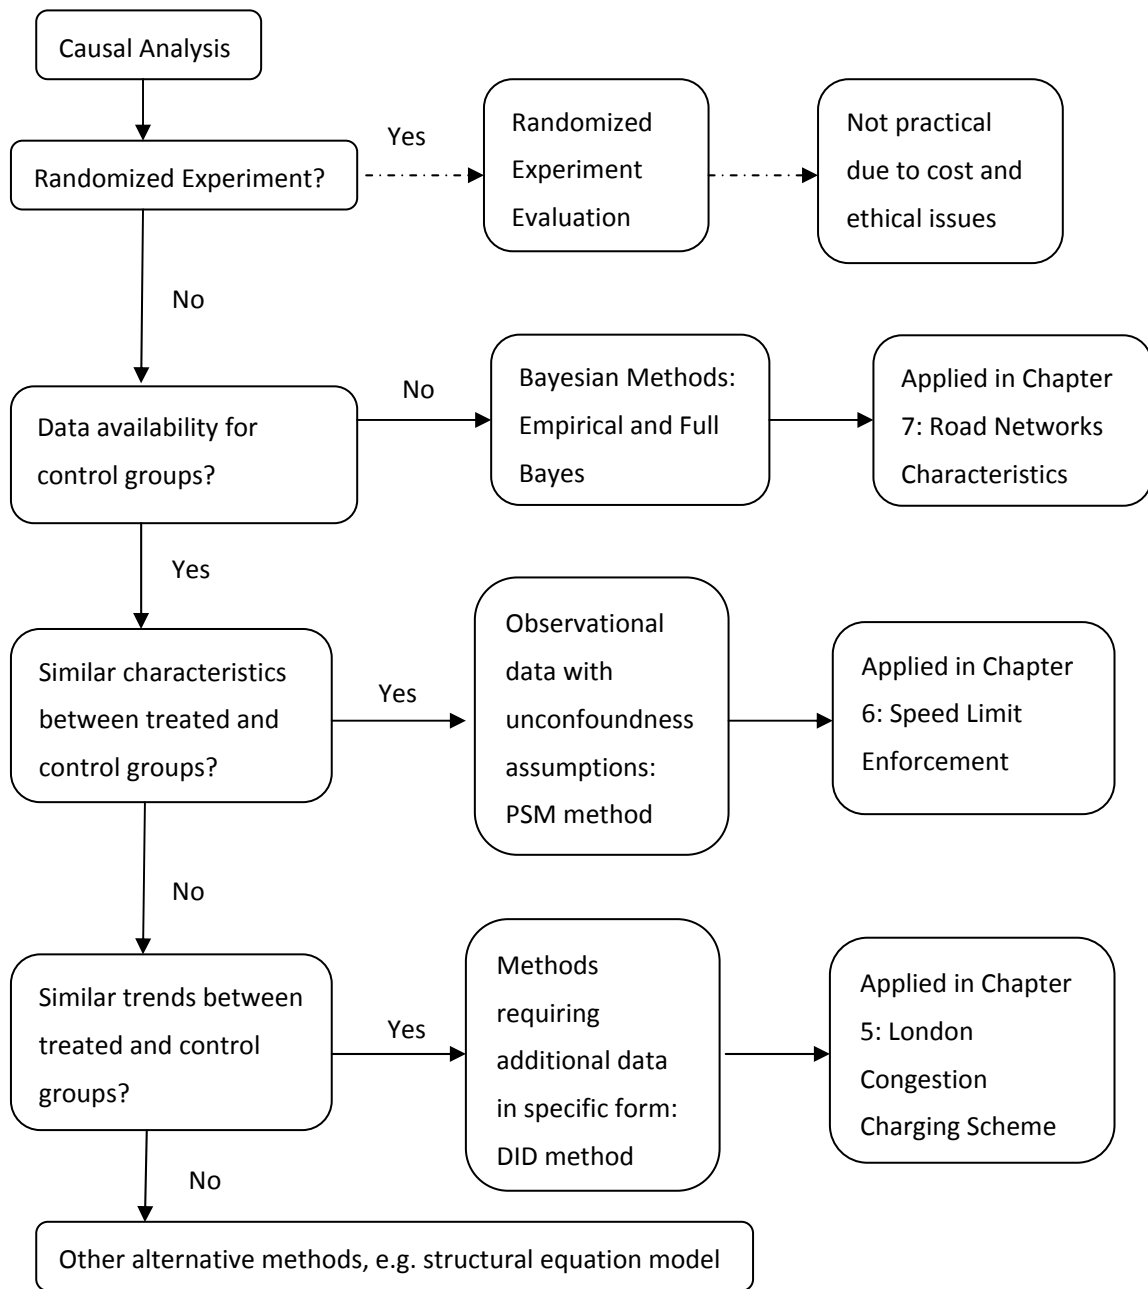 Causal Analysis
Randomized Experiment?
Yes
Randomized
Experiment
Evaluation
Not practical
due to cost and
ethical issues
No
Data availability for
control groups?
No
Bayesian Methods:
Empirical and Full
Bayes
Applied in Chapter
7: Road Networks
Characteristics
Yes
Similar characteristics
between treated and
control groups?
Yes
Observational
data with
unconfoundness
assumptions:
PSM method
Applied in Chapter
6: Speed Limit
Enforcement
No
Similar trends between
treated and control
groups?
Yes
Methods
requiring
additional data
in specific form:
DID method
Applied in Chapter
5: London
Congestion
Charging Scheme
No
Other alternative methods, e.g. structural equation model